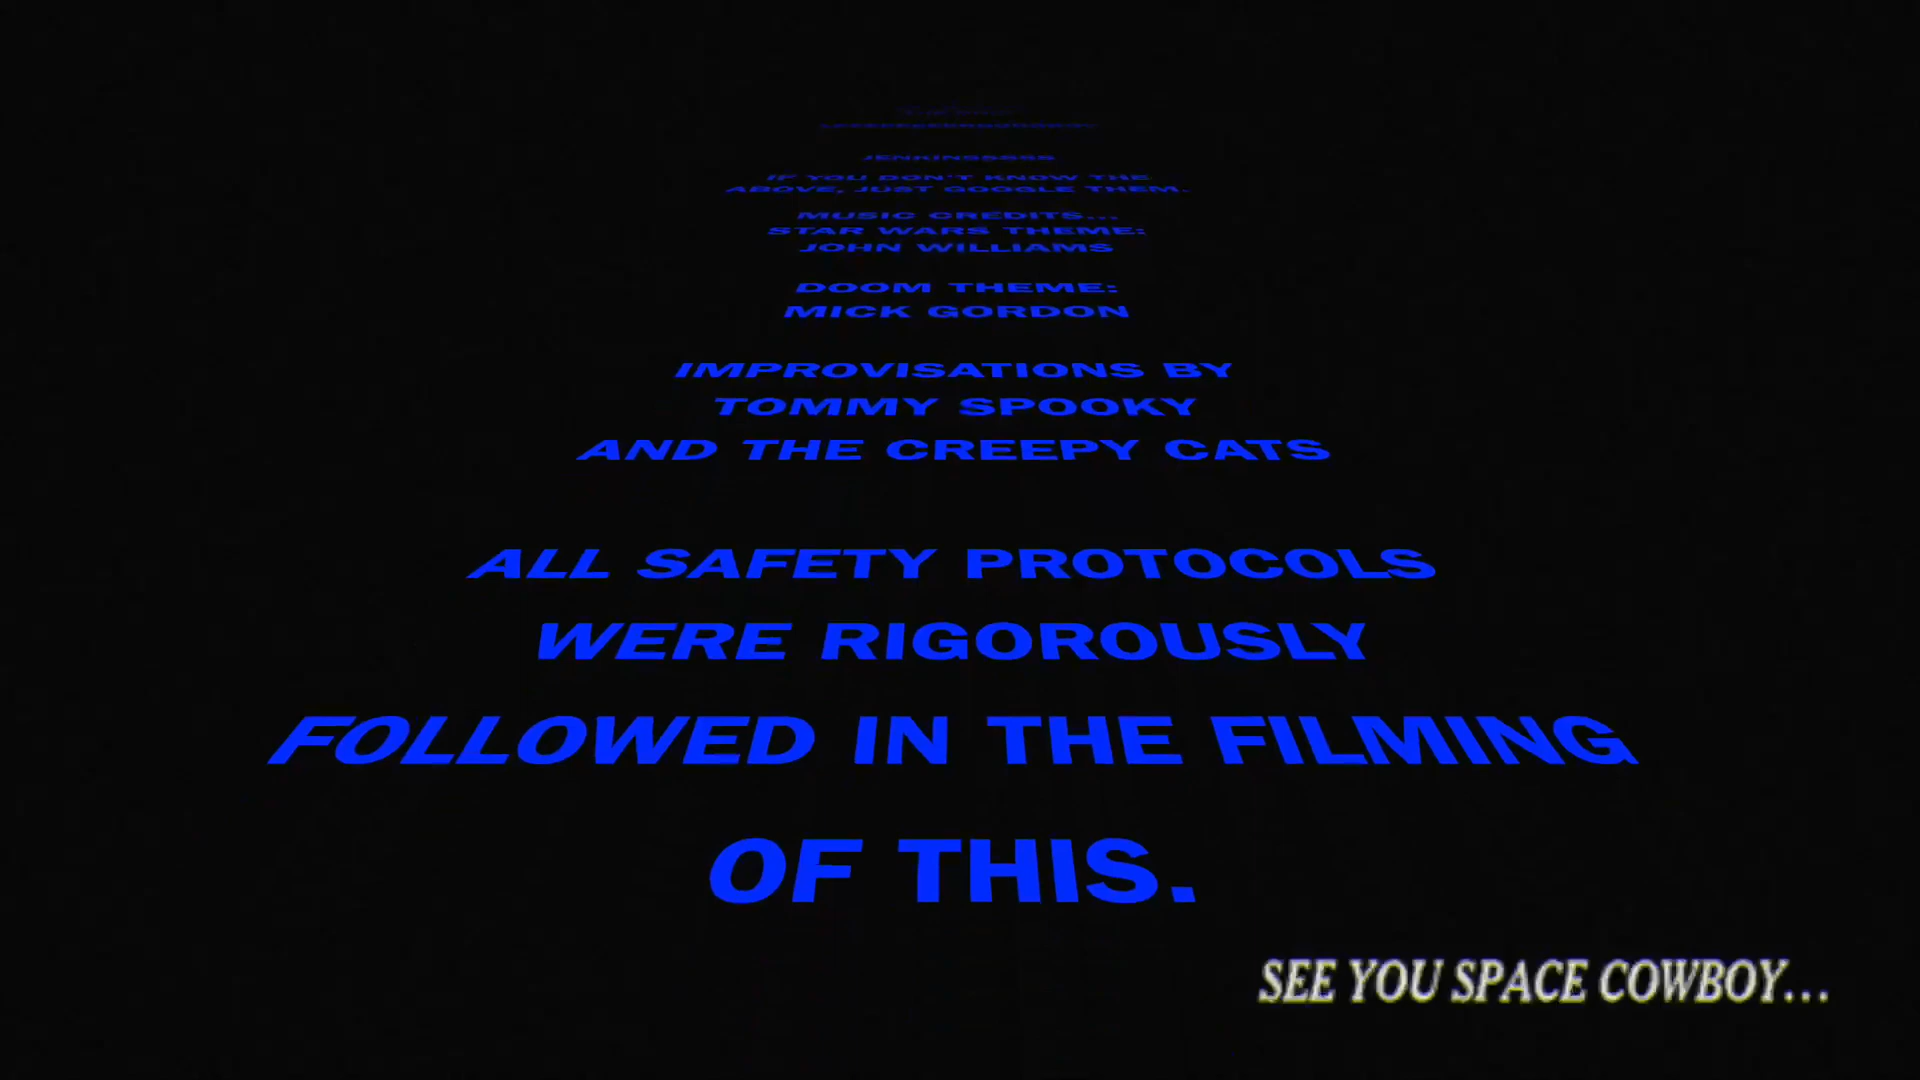 IF YOU DON'T KNOW THE
ABOVE, JUST GOOGLE THEM.
MUSIC CREDITS...
STAR WARS THEME:
JOHN WILLIAMS
DOOM THEME:
MICK GORDON
IMPROVISATIONS BY
TOMMY SPOOKY
AND THE CREEPY CATS
ALL SAFETY PROTOCOLS
WERE RIGOROUSLY
FOLLOWED IN THE FILMING
OF THIS.
SEE YOU SPACE COWBOY...